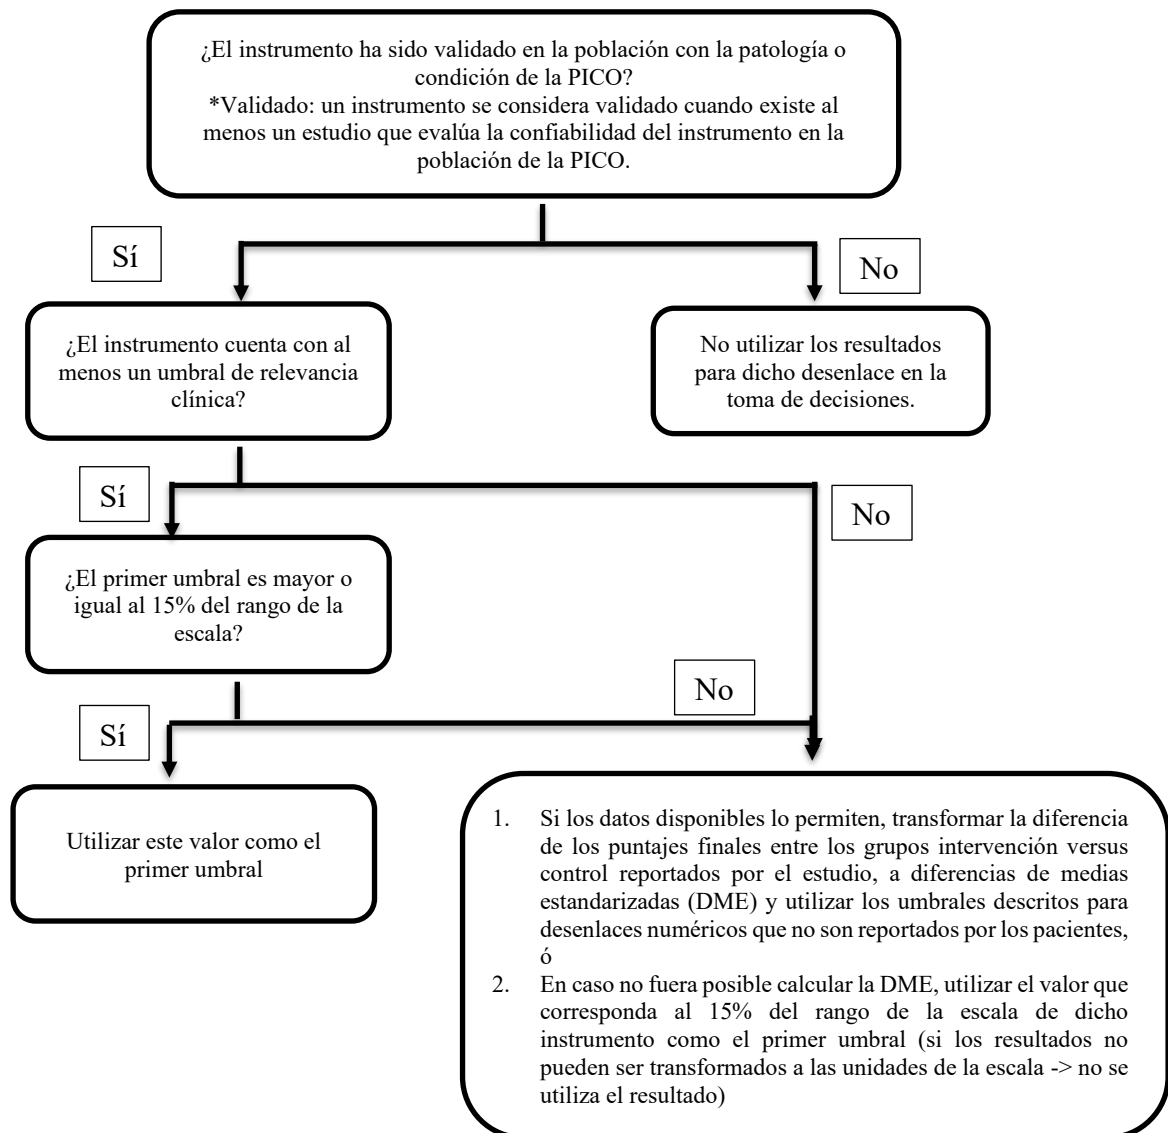 ¿El instrumento ha sido validado en la población con la patología o
condición de la PICO?
*Validado: un instrumento se considera validado cuando existe al
menos un estudio que evalúa la confiabilidad del instrumento en la
población de la PICO.
Sí
No
¿El instrumento cuenta con al
menos un umbral de relevancia
clínica?
No utilizar los resultados
para dicho desenlace en la
toma de decisiones.
Sí
No
¿El primer umbral es mayor o
igual al 15% del rango de la
escala?
No
Sí
Utilizar este valor como el
primer umbral
1. Si los datos disponibles lo permiten, transformar la diferencia
de los puntajes finales entre los grupos intervención versus
control reportados por el estudio, a diferencias de medias
estandarizadas (DME) y utilizar los umbrales descritos para
desenlaces numéricos que no son reportados por los pacientes,
ó
2. En caso no fuera posible calcular la DME, utilizar el valor que
corresponda al 15% del rango de la escala de dicho
instrumento como el primer umbral (si los resultados no
pueden ser transformados a las unidades de la escala -> no se
utiliza el resultado)